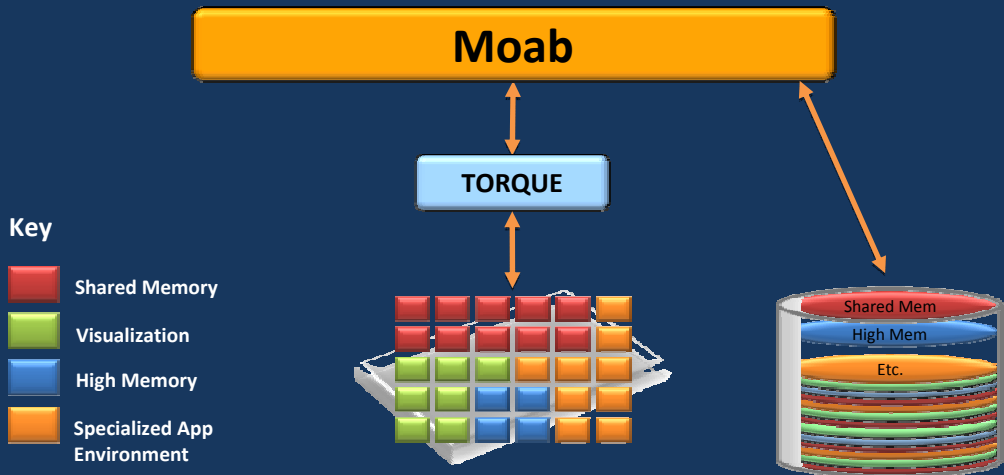 Moab
TORQUE
Key
Shared Memory
Visualization
High Memory
Specialized App
Environment
Shared Mem
High Mem
Etc.